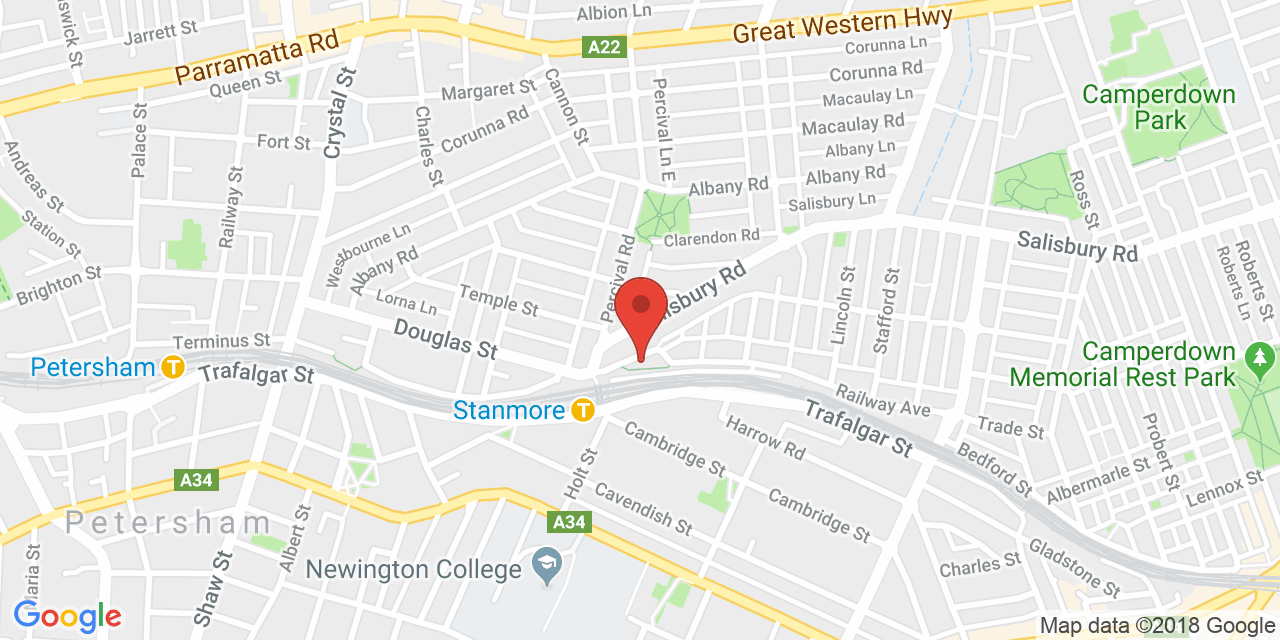 Albion Ln
Great Western Hwy
Jarrett St
Parramatta Rd
A22
Corunna Ln
Queen St
Margaret St
Cannon St
Percival Ln E
Corunna Rd
Macaulay Ln
Camperdown
Park
Palace St
Crystal St
Charles St
Corunna Rd
Macaulay Rd
Fort St
Albany Ln
Andreas St
Railway St
Albany Rd
Albany Rd
Ross St
Salisbury Ln
Station St
Westbourne Ln
Percival Rd
Clarendon Rd
Salisbury Rd
Brighton St
Albany Rd
Roberts St
Roberts Ln
Lorna Ln
Temple St
Lincoln St
Stafford St
Douglas St
Terminus St
Petersham
T
Trafalgar St
Camperdown
Memorial Rest Park
Stanmore
T
Railway Ave
Trafalgar St
Trade St
Harrow Rd
Cambridge St
Bedford St
Probert St
Albermarle St
Lennox St
A34
Holt St
Cavendish St
Cambridge St
Petersham
Albert St
A34
Shaw St
Newington College
Charles St
Gladstone St
Google
Map data ©2018 Google